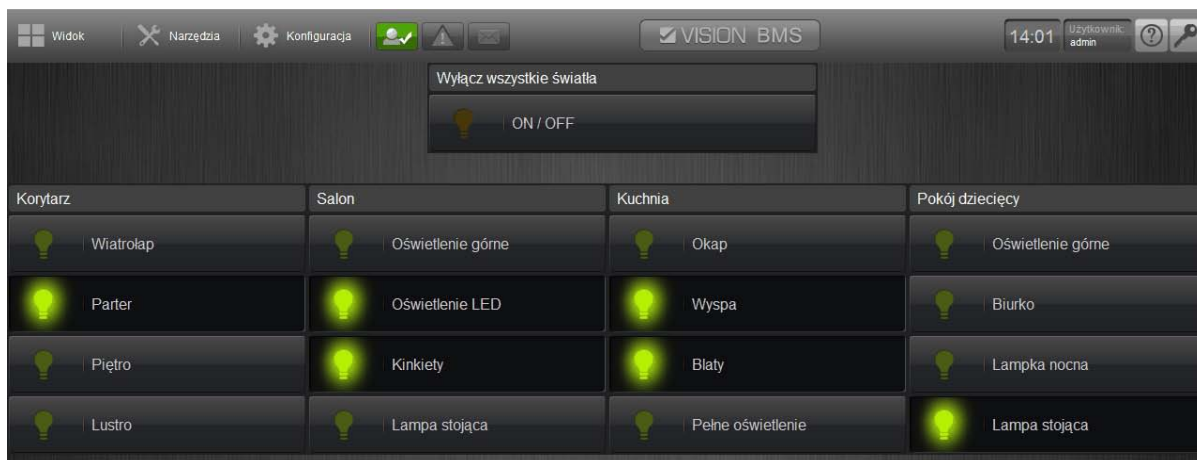 Widok Narzędzia Konfiguracja VISION BMS 14:01 Użytkownik: admin
Wyłącz wszystkie światła
ON / OFF
Korytarz Salon Kuchnia Pokój dziecięcy
Wiatrołap Oświetlenie górne Okap Oświetlenie górne
Parter Oświetlenie LED Wyspa Biurko
Piętro Kinkiety Blaty Lampka nocna
Lustro Lampa stojąca Pełne oświetlenie Lampa stojąca